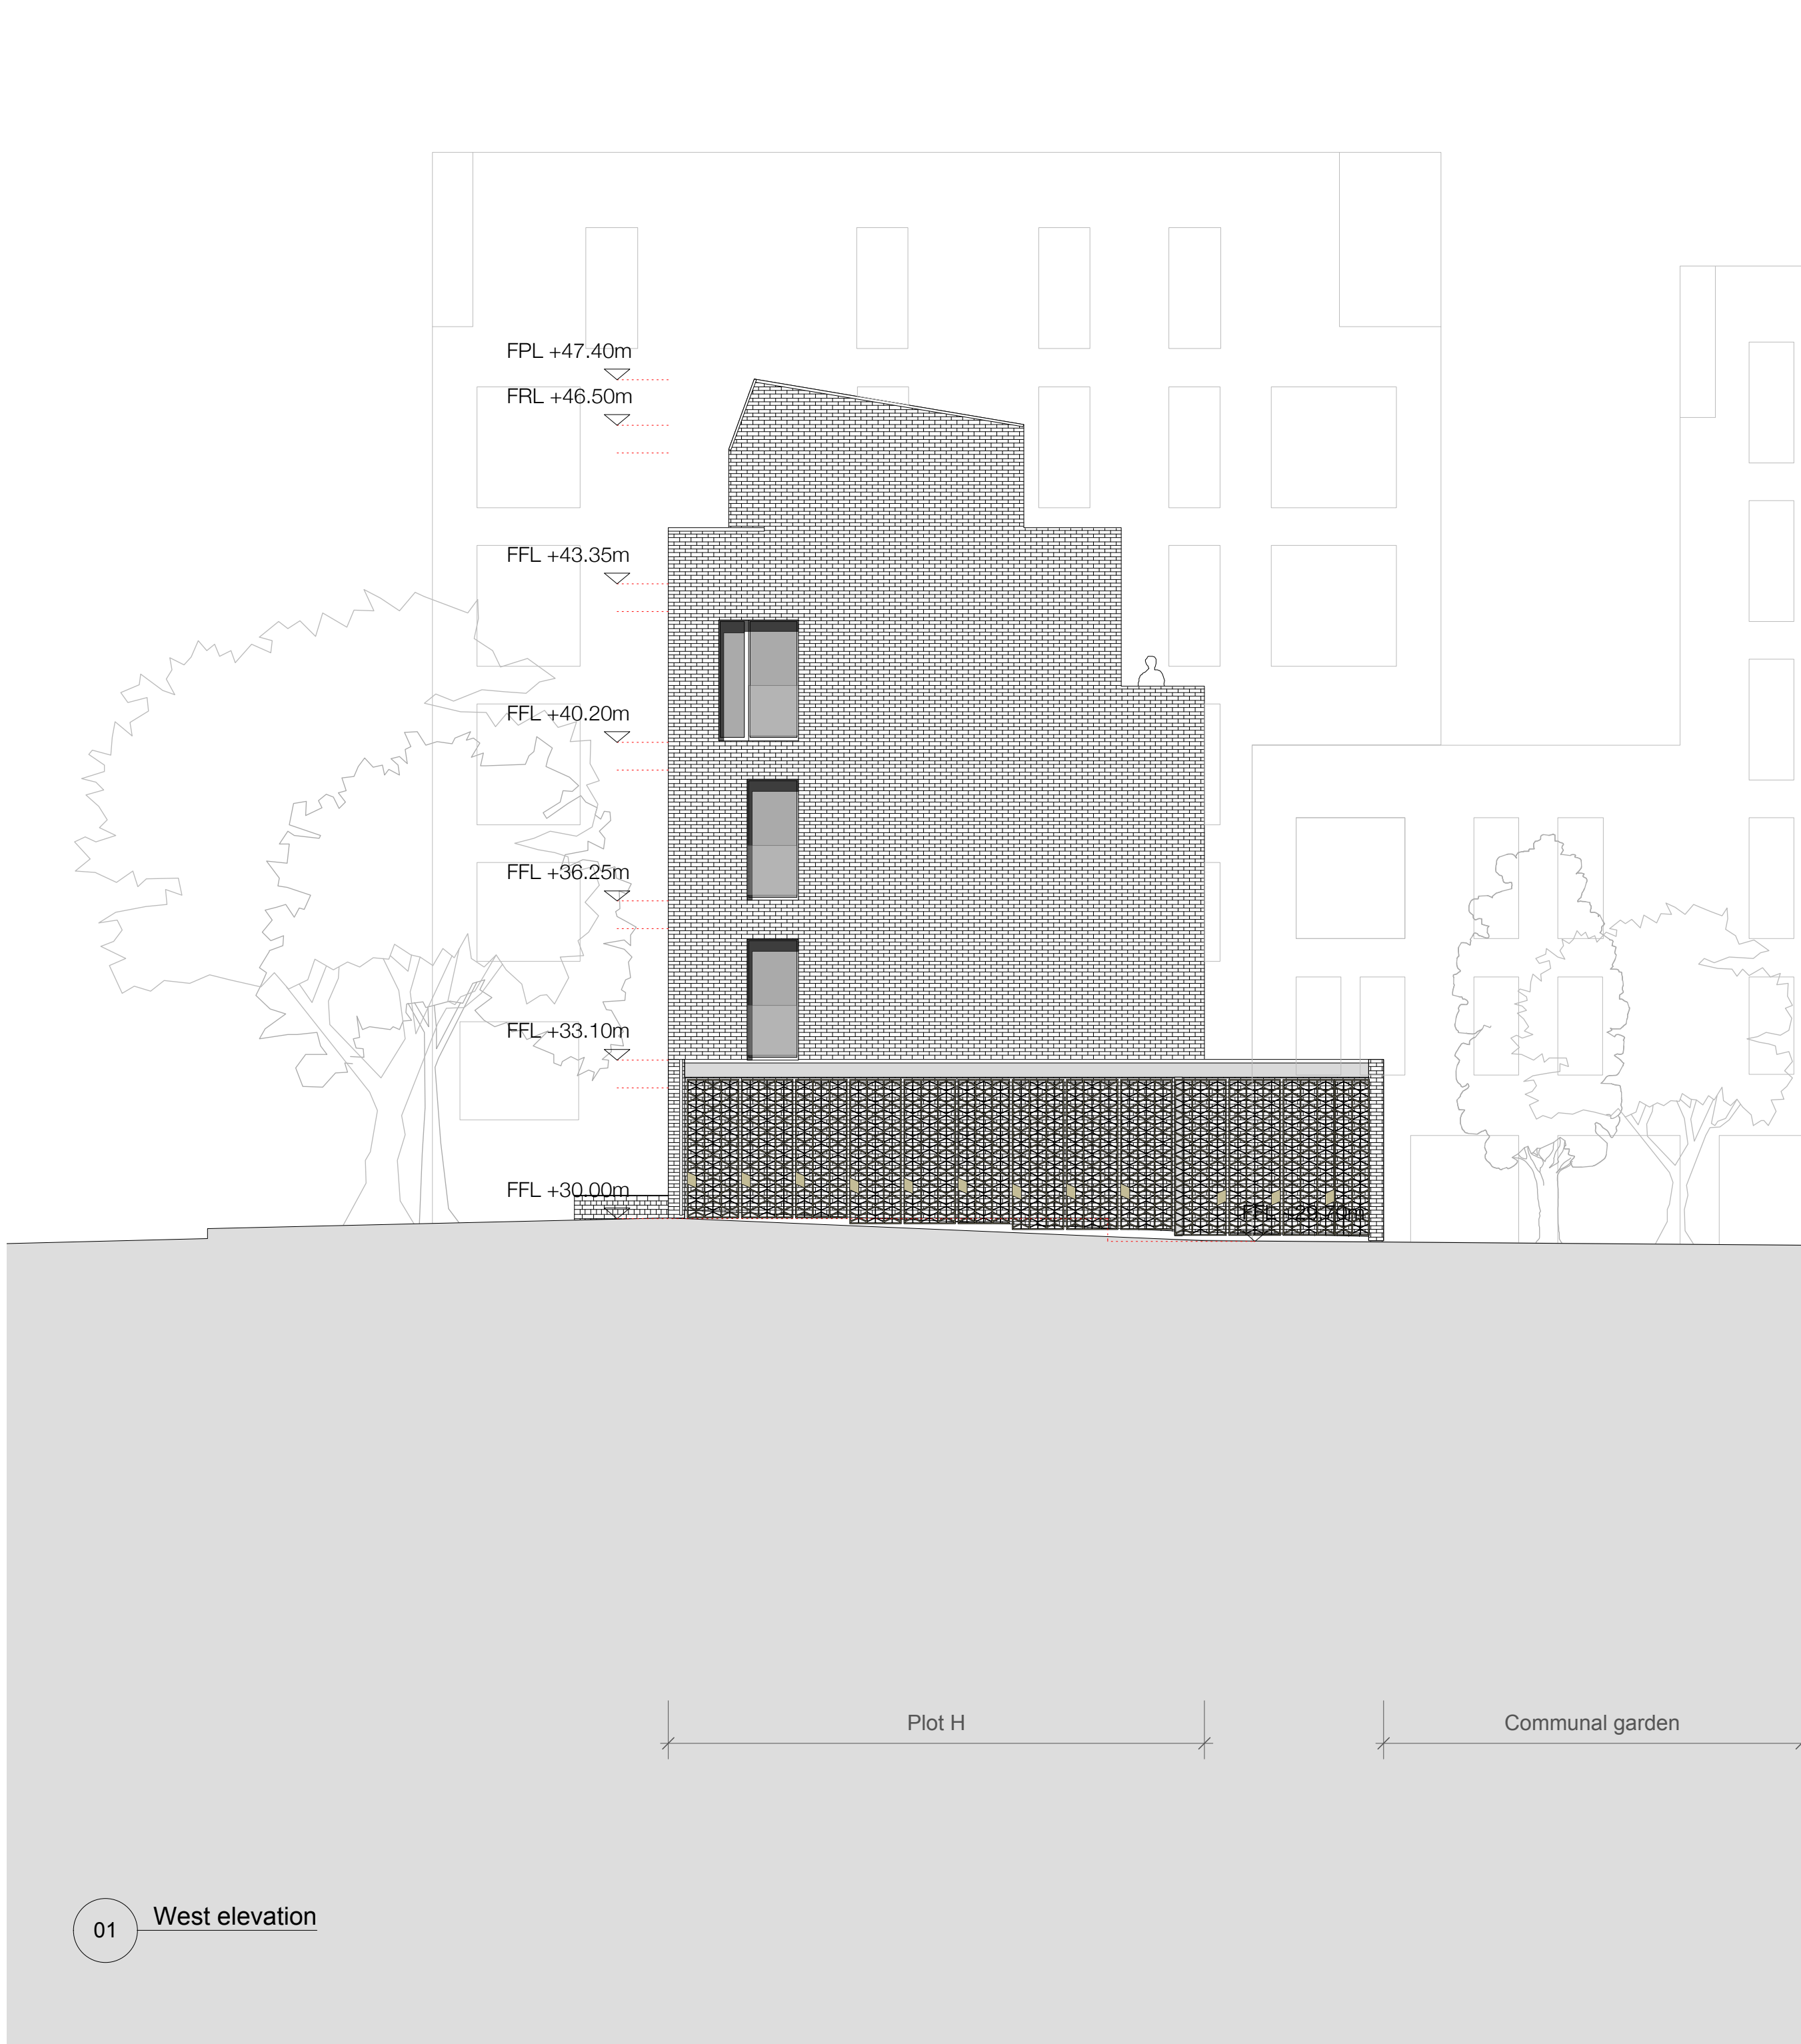 FPL +47.40m
FRL +46.50m
FFL +43.35m
FFL +40.20m
FFL +36.25m
FFL +33.10m
FFL +30.00m
Plot H
Communal garden
01
West elevation